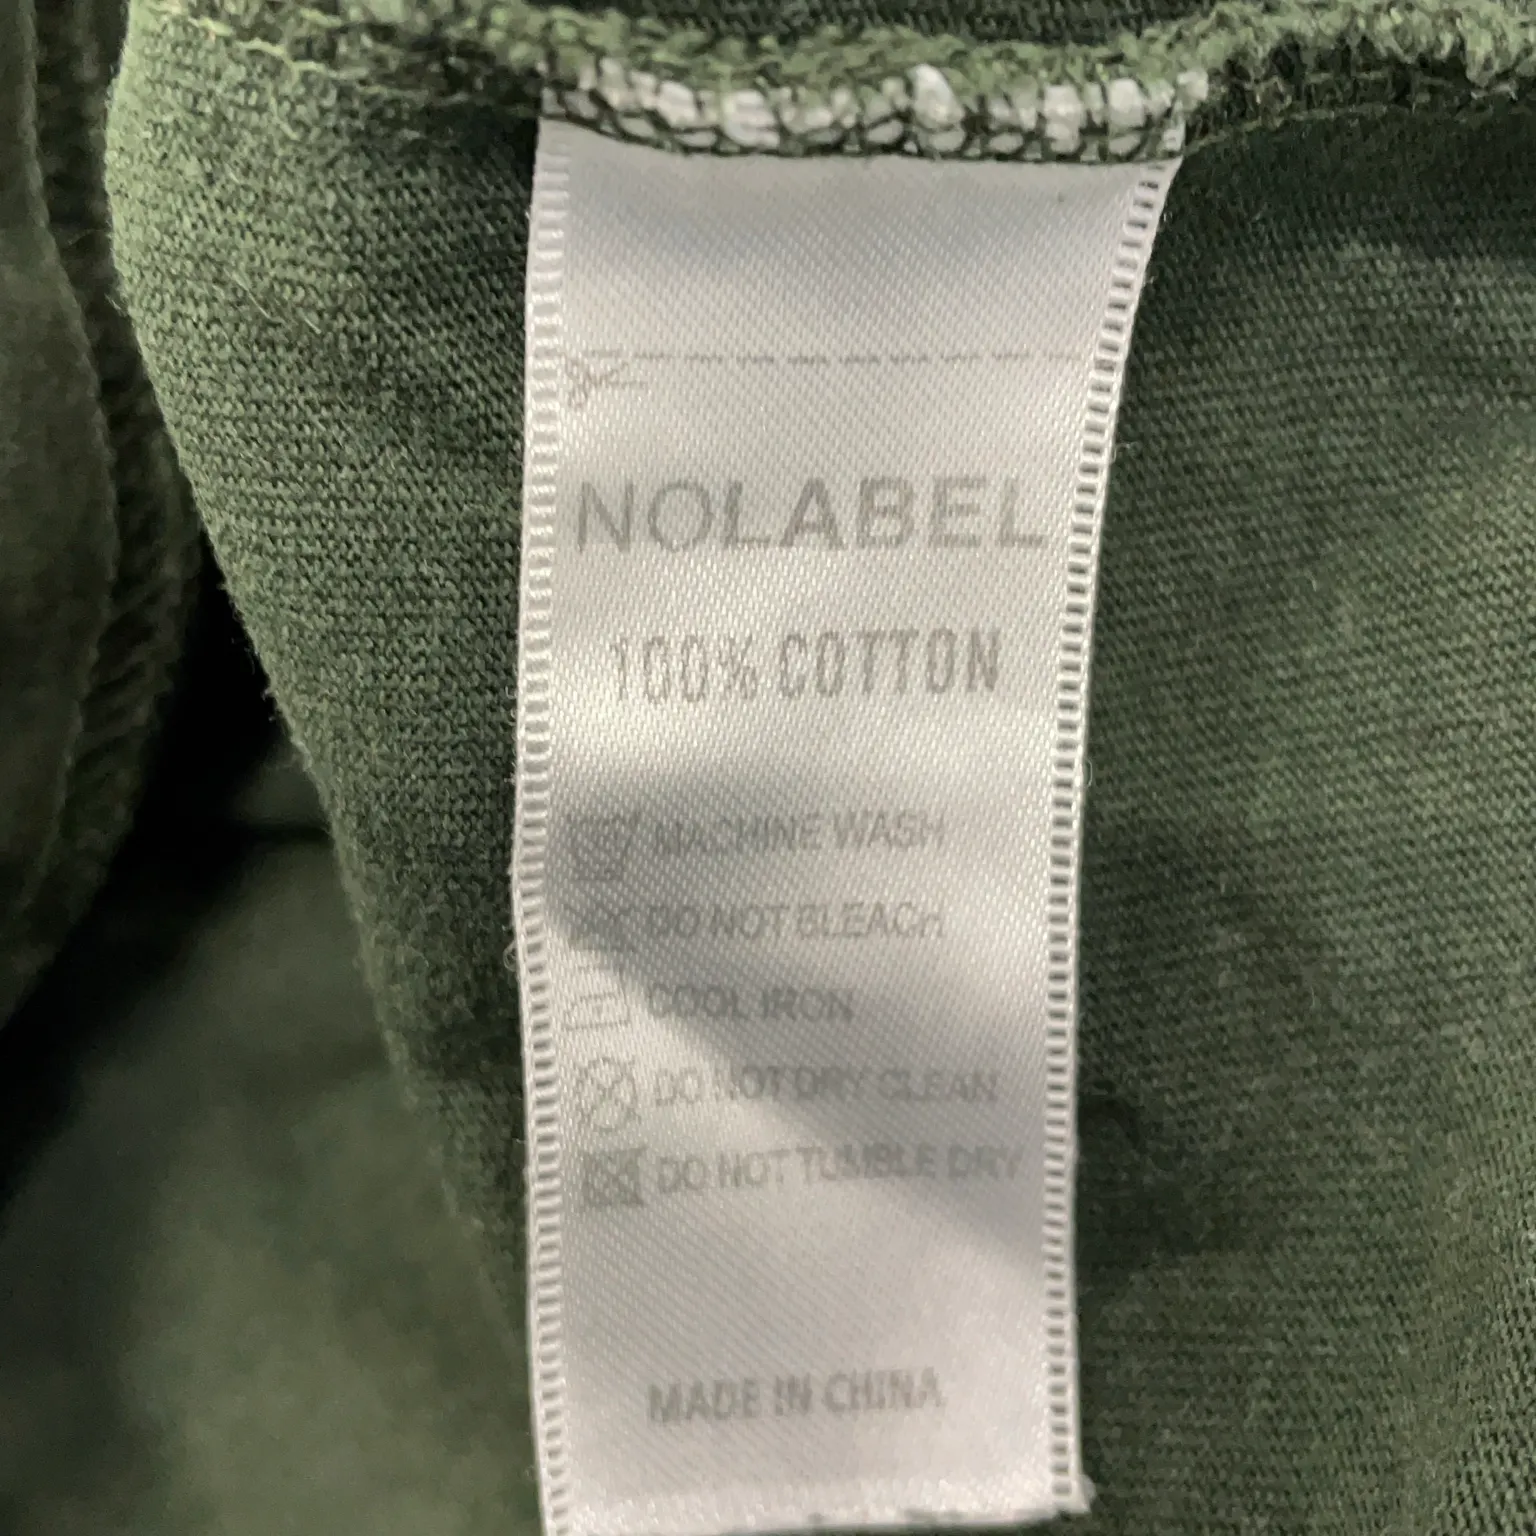 NOLABEL
100% COTTON
MACHINE WASH
DO NOT BLEACH
COOL IRON
DO NOT DRY CLEAN
DO NOT TUMBLE DRY
MADE IN CHINA